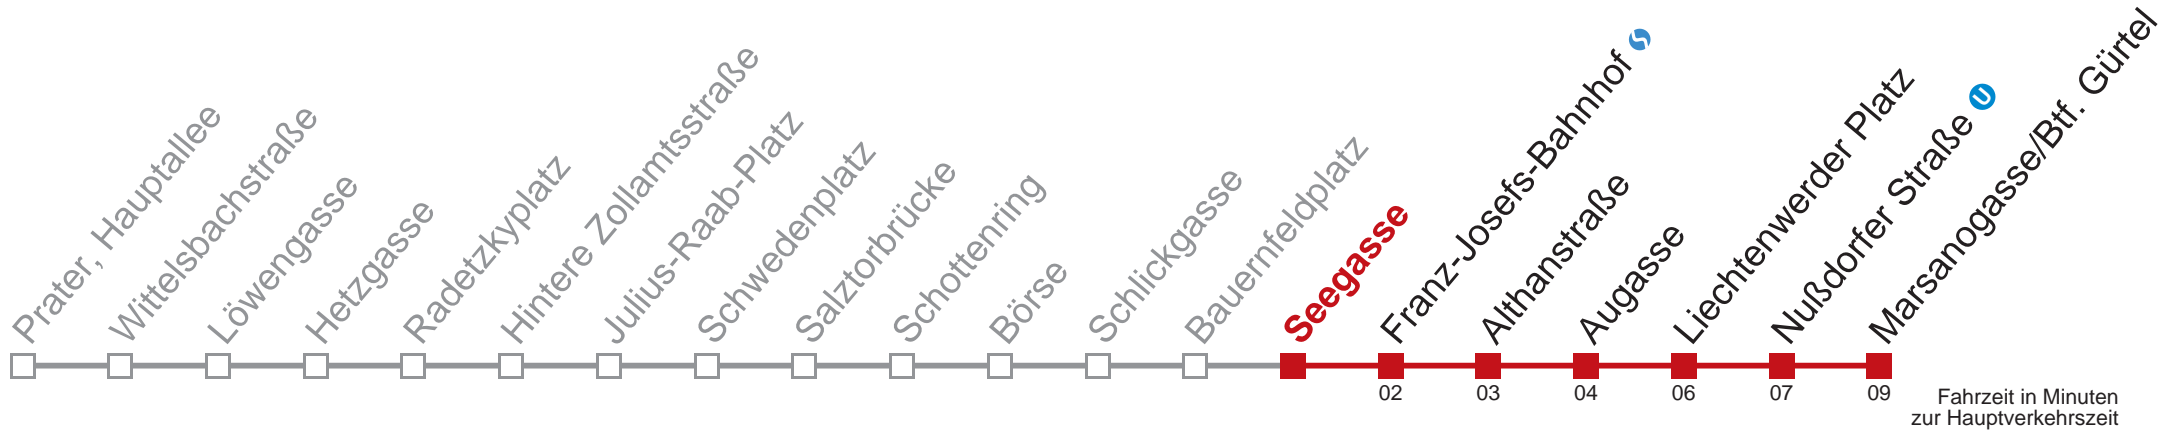 Prater, Hauptallee
Wittelsbachstraße
Löwengasse
Hetzgasse
Radetzkyplatz
Hintere Zollamtsstraße
Julius-Raab-Platz
Schwedenplatz
Salztorbrücke
Schottenring
Börse
Schlickgasse
Bauernfeldplatz
Seegasse
Franz-Josefs-Bahnhof S
Althanstraße
Augasse
Liechtenwerder Platz
Nußdorfer Straße U
Marsanogasse/Btf. Gürtel
02 03 04 06 07 09
Fahrzeit in Minuten
zur Hauptverkehrszeit